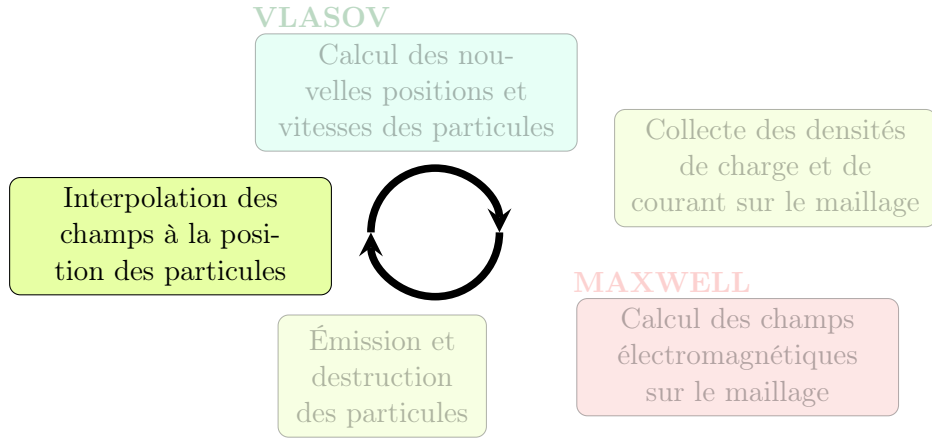 VLASOV
Calcul des nou-
velles positions et
vitesses des particules
Collecte des densités
de charge et de
courant sur le maillage
Interpolation des
champs à la posi-
tion des particules
MAXWELL
Calcul des champs
électromagnétiques
sur le maillage
Émission et
destruction
des particules